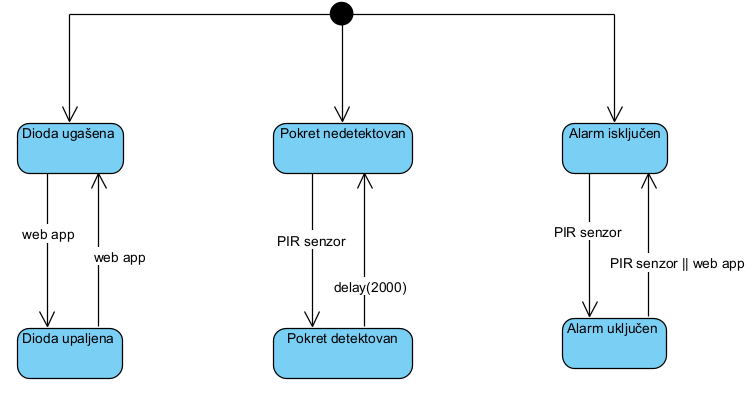 Dioda ugašena
Pokret nedetektovan
Alarm isključen
web app
web app
PIR senzor
delay(2000)
PIR senzor
PIR senzor || web app
Dioda upaljena
Pokret detektovan
Alarm uključen